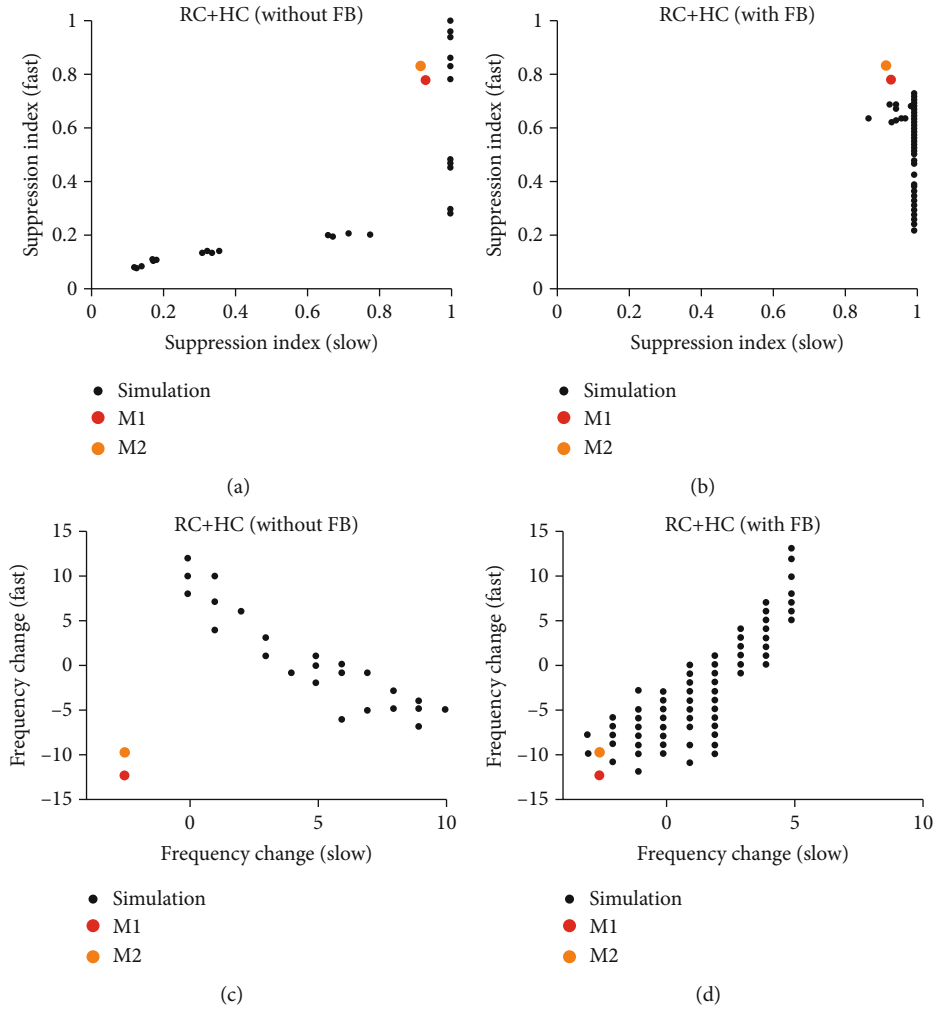 RC+HC (without FB)
Suppression index (fast)
1
0.8
0.6
0.4
0.2
0
0 0.2 0.4 0.6 0.8 1
Suppression index (slow)
Simulation
M1
M2
(a)
RC+HC (with FB)
Suppression index (fast)
1
0.8
0.6
0.4
0.2
0
0 0.2 0.4 0.6 0.8 1
Suppression index (slow)
Simulation
M1
M2
(b)
RC+HC (without FB)
Frequency change (fast)
15
10
5
0
−5
−10
−15
0 5 10
Frequency change (slow)
Simulation
M1
M2
(c)
RC+HC (with FB)
Frequency change (fast)
15
10
5
0
−5
−10
−15
0 5 10
Frequency change (slow)
Simulation
M1
M2
(d)